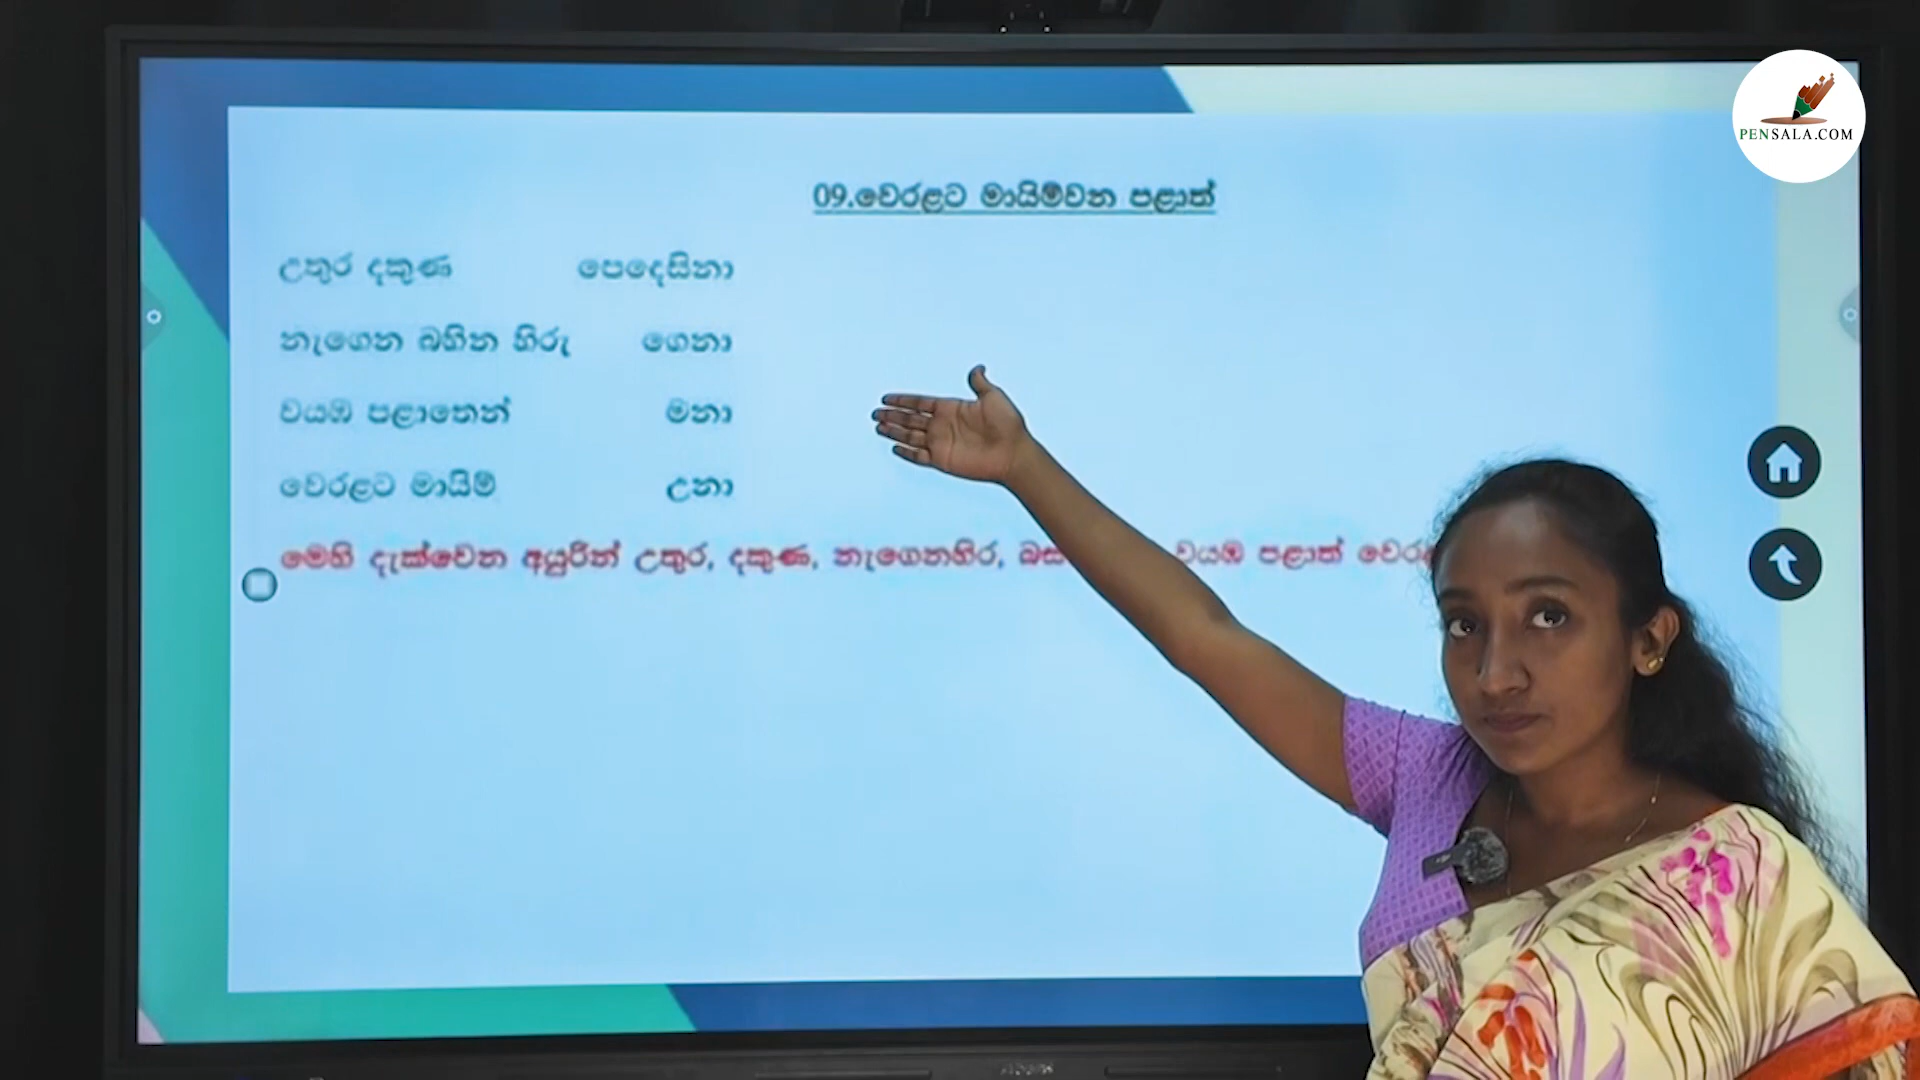 PENSALA.COM
09.වෙරළට මායිම්වන පළාත්
උතුර දකුණ පෙදෙසිනා
නැගෙන බහින හිරු ගෙනා
වයඹ පළාතෙන් මනා
වෙරළට මායිම් උනා
මෙහි දැක්වෙන අයුරින් උතුර, දකුණ, නැගෙනහිර, වයඹ පළාත්